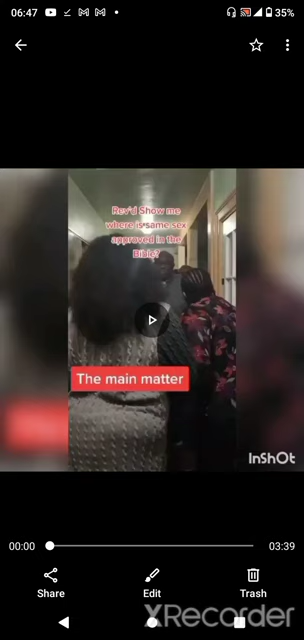 06:47
35%
Rev'd Show me
where is same sex
approved in the
Bible?
The main matter
InShOt
00:00
03:39
Share
Edit
Trash
XRecorder